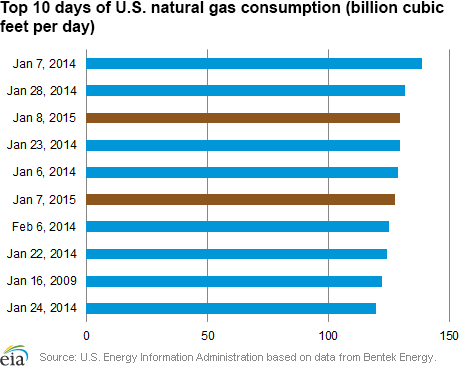 Top 10 days of U.S. natural gas consumption (billion cubic
feet per day)
Jan 7, 2014
Jan 28, 2014
Jan 8, 2015
Jan 23, 2014
Jan 6, 2014
Jan 7, 2015
Feb 6, 2014
Jan 22, 2014
Jan 16, 2009
Jan 24, 2014
0 50 100 150
eia Source: U.S. Energy Information Administration based on data from Bentek Energy.